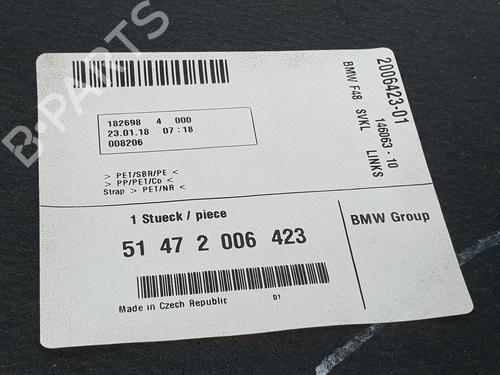 182698 4 000
23.01.18 07:18
008206
> PET/SBR/PE <
> PP/PET/Co <
Strap > PET/NR <
2006423-01
146063 - 10
BMW F48 SVKL LINKS
1 Stueck / piece
51 47 2 006 423
BMW Group
Made in Czech Republic 01
B-PARTS